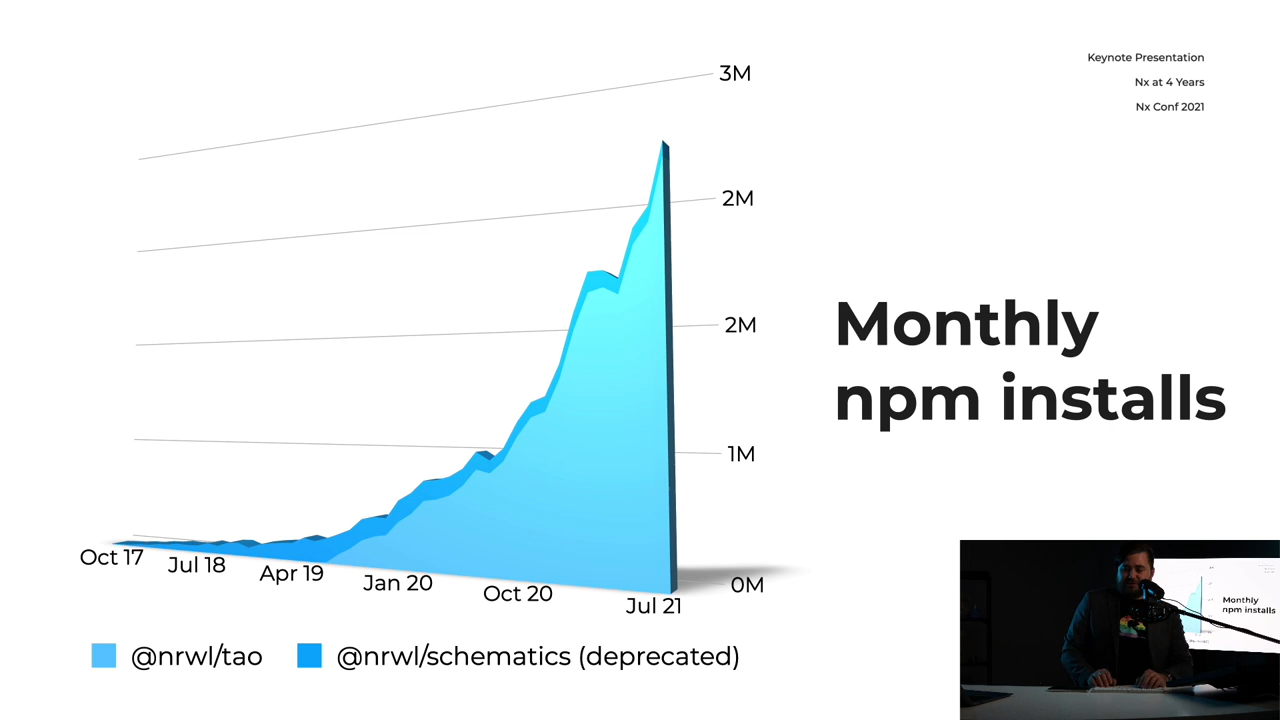 Keynote Presentation
Nx at 4 Years
Nx Conf 2021
3M
2M
2M
1M
0M
Oct 17
Jul 18
Apr 19
Jan 20
Oct 20
Jul 21
@nrwl/tao
@nrwl/schematics (deprecated)
Monthly
npm installs
Monthly
npm installs